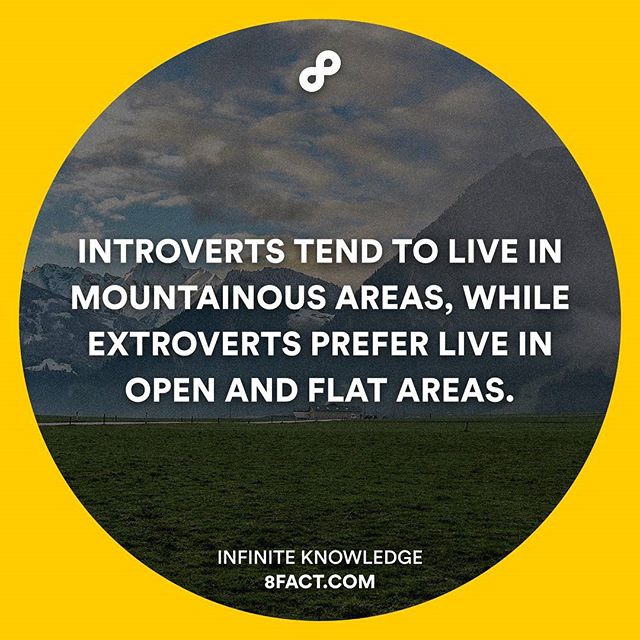 INTROVERTS TEND TO LIVE IN
MOUNTAINOUS AREAS, WHILE
EXTROVERTS PREFER LIVE IN
OPEN AND FLAT AREAS.
INFINITE KNOWLEDGE
8FACT.COM